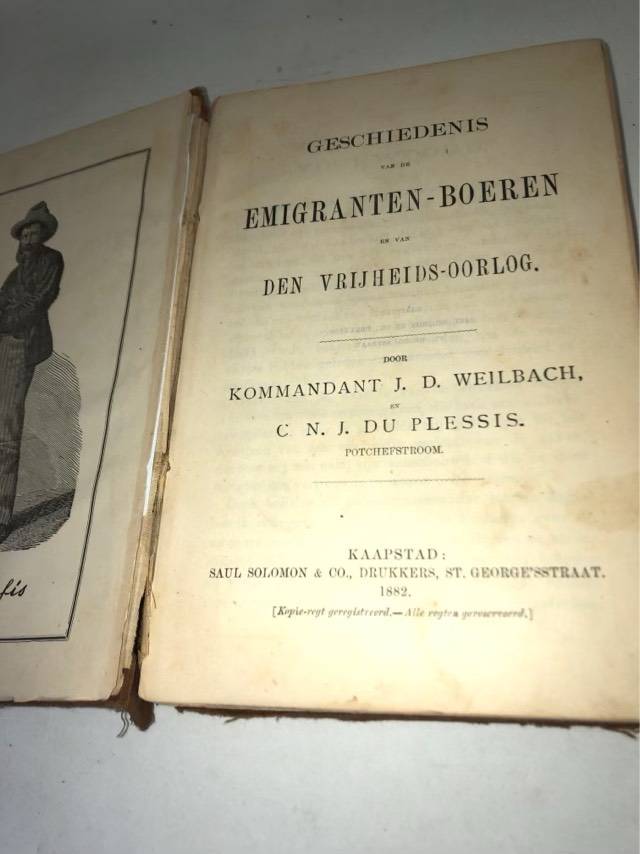 GESCHIEDENIS
VAN DE
EMIGRANTEN-BOEREN
EN VAN
DEN VRIJHEIDS-OORLOG.
DOOR
KOMMANDANT J. D. WEILBACH,
EN
C N. J. DU PLESSIS.
POTCHEFSTROOM.
KAAPSTAD:
SAUL SOLOMON & CO., DRUKKERS, ST. GEORGE'SSTRAAT.
1882.
[Kopie-regt geregistreerd.—Alle regten gereserveerd.]